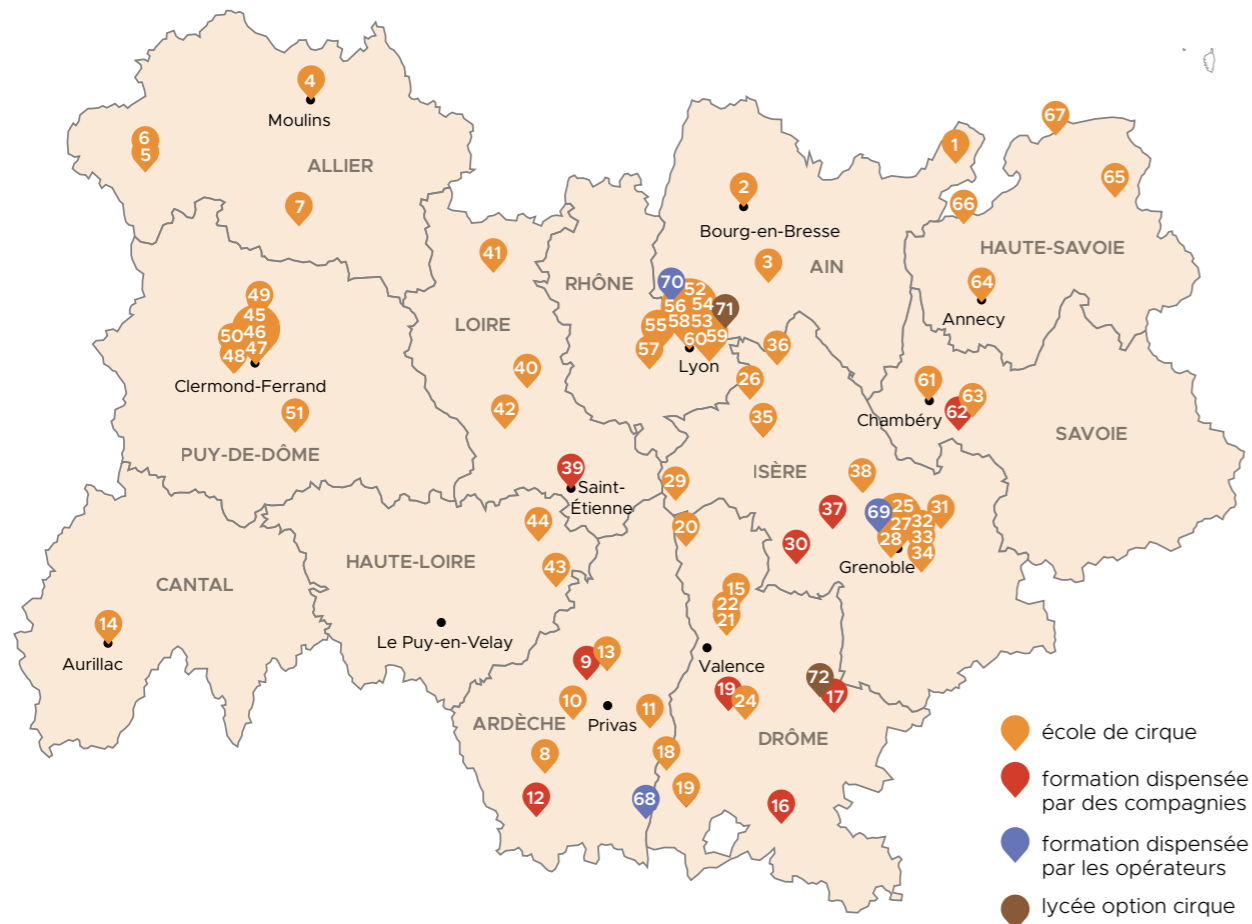 4
Moulins
67
6
5
1
ALLIER
65
2
66
7
Bourg-en-Bresse
HAUTE-SAVOIE
41
3
AIN
RHÔNE
64
49
70
52
56
54
71
Annecy
45
50
46
LOIRE
55
58
53
47
48
57
60
59
36
Lyon
Clermond-Ferrand
40
26
61
63
51
42
35
Chambéry
62
SAVOIE
PUY-DE-DÔME
39
ISÈRE
38
Saint-
Étienne
29
37
69
25
31
44
20
27
32
28
33
30
34
HAUTE-LOIRE
43
Grenoble
CANTAL
15
22
14
21
Le Puy-en-Velay
Aurillac
9
13
Valence
72
19
24
17
10
11
Privas
ARDÈCHE
DRÔME
8
18
19
12
68
16
école de cirque
formation dispensée
par des compagnies
formation dispensée
par les opérateurs
lycée option cirque